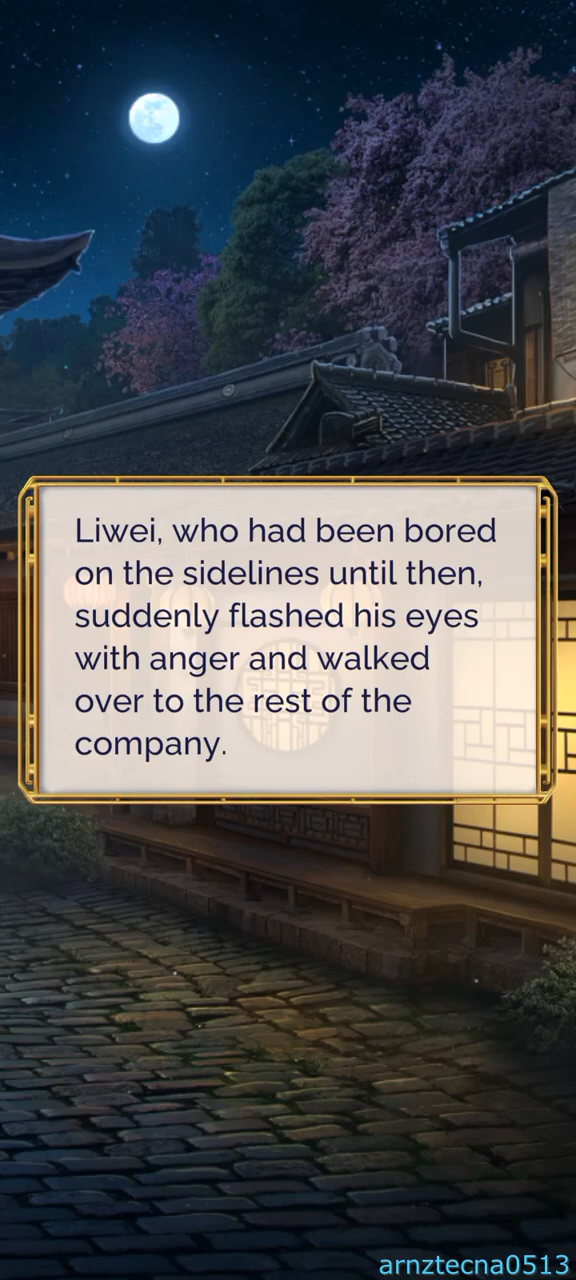 Liwei, who had been bored
on the sidelines until then,
suddenly flashed his eyes
with anger and walked
over to the rest of the
company.
arnztecna0513